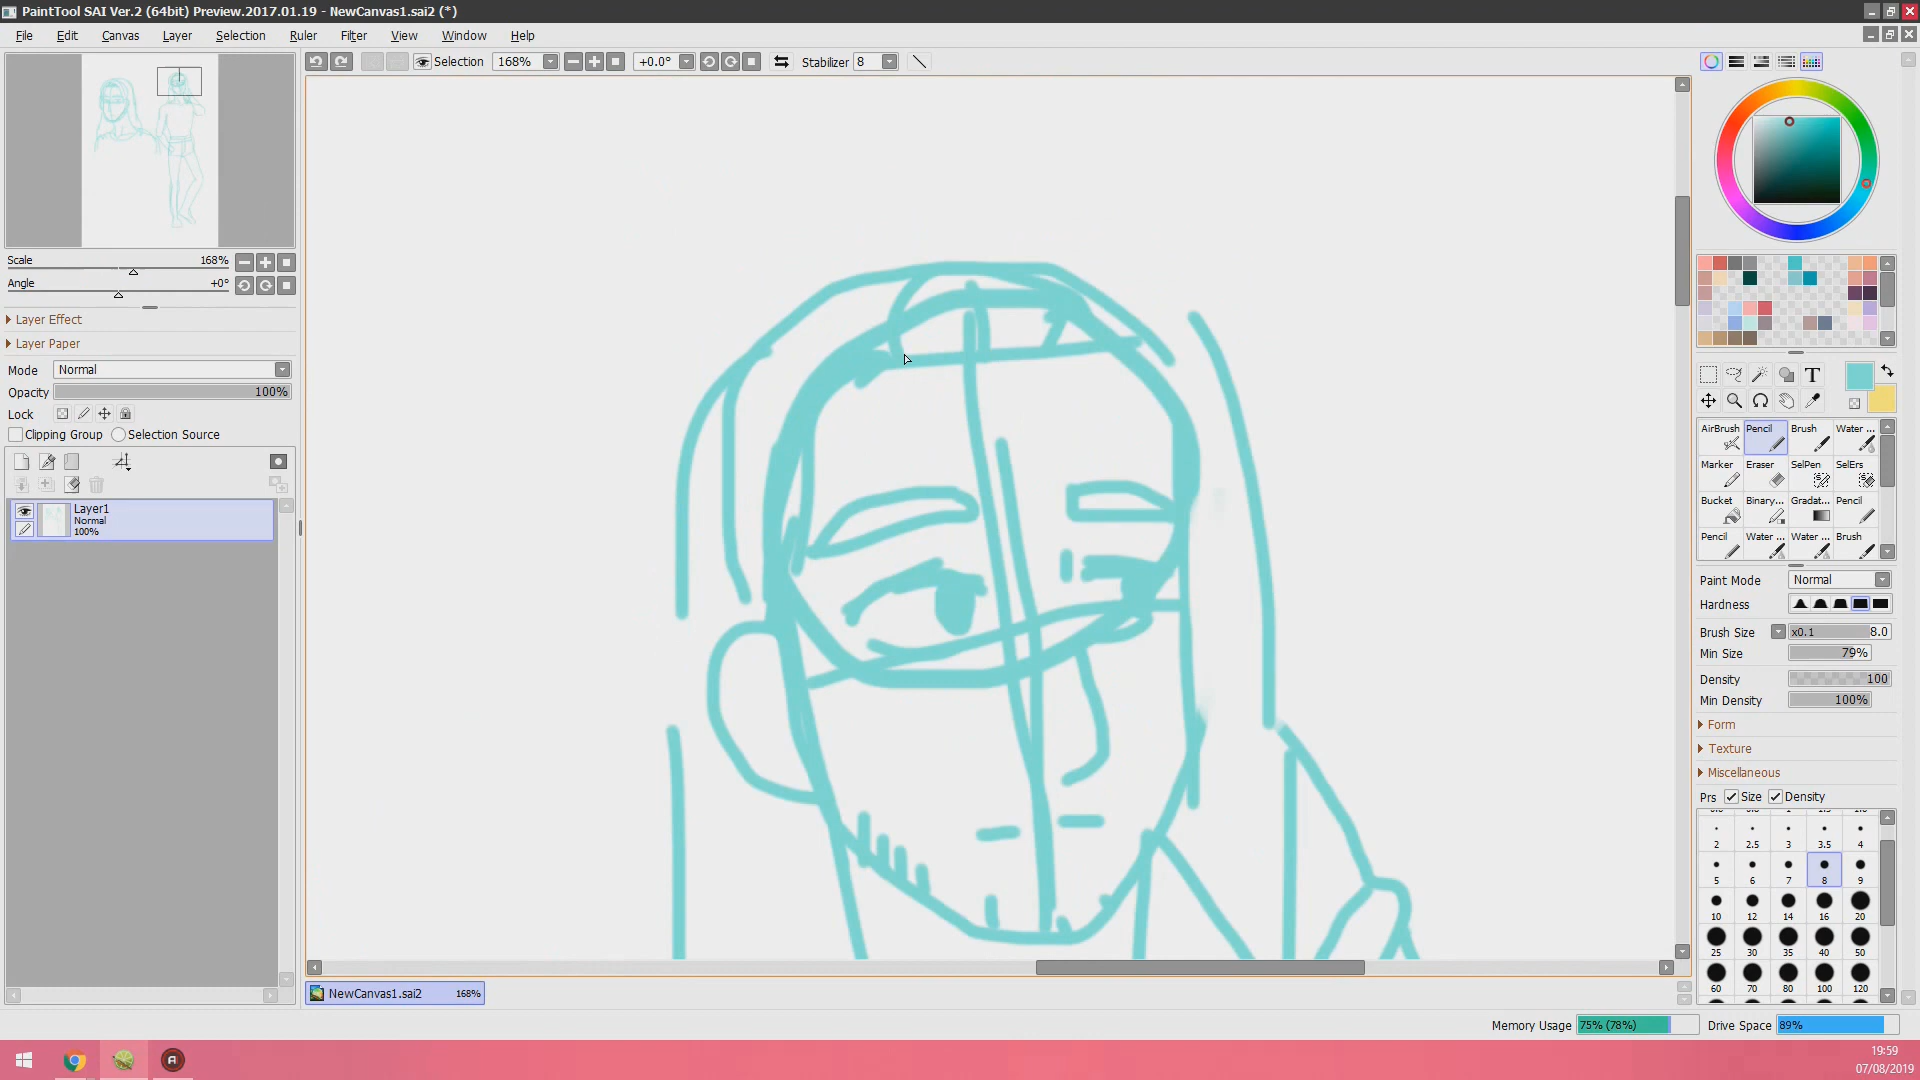 PaintTool SAI Ver.2 (64bit) Preview.2017.01.19 - NewCanvas1.sai2 (*)
File Edit Canvas Layer Selection Ruler Filter View Window Help
Selection 168% +0.0° Stabilizer 8
Scale 168%
Angle +0°
Layer Effect
Layer Paper
Mode Normal
Opacity 100%
Lock
Clipping Group Selection Source
Layer1
Normal
100%
AirBrush Pencil Brush Water ...
Marker Eraser SelPen SelErs
Bucket Binary... Gradat... Pencil
Pencil Water ... Water ... Brush
Paint Mode Normal
Hardness
Brush Size x0.1 8.0
Min Size 79%
Density 100
Min Density 100%
Form
Texture
Miscellaneous
Prs Size Density
2 2.5 3 3.5 4
5 6 7 8 9
10 12 14 16 20
25 30 35 40 50
60 70 80 100 120
NewCanvas1.sai2 168%
Memory Usage 75% (78%) Drive Space 89%
19:59
07/08/2019